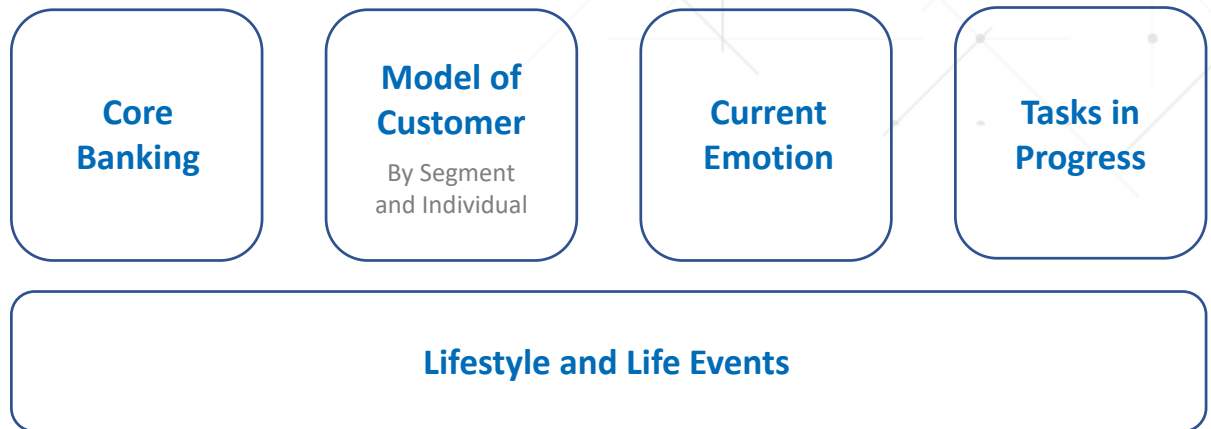 Core
Banking
Model of
Customer
By Segment
and Individual
Current
Emotion
Tasks in
Progress
Lifestyle and Life Events